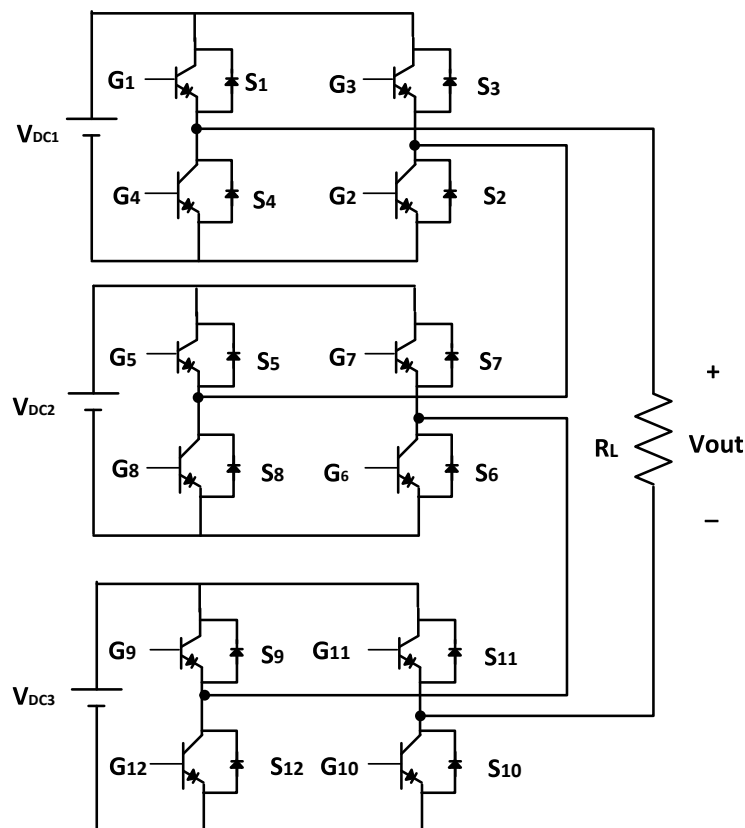 G1 S1 G3 S3
VDC1
G4 S4 G2 S2
G5 S5 G7 S7
+
VDC2
RL Vout
G8 S8 G6 S6
–
G9 S9 G11 S11
VDC3
G12 S12 G10 S10